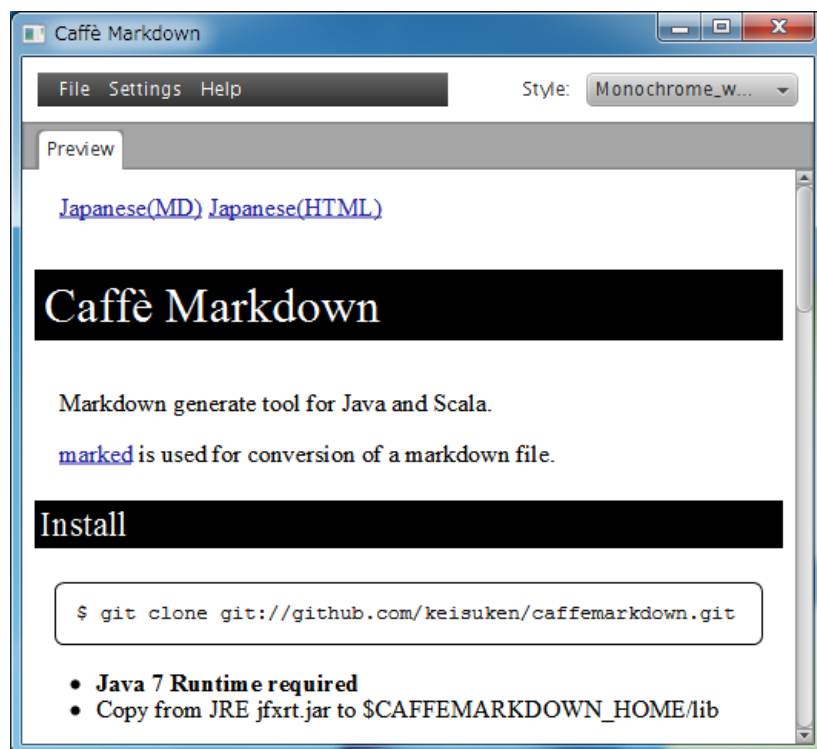 Caffè Markdown
File Settings Help Style: Monochrome_w...
Preview
Japanese(MD) Japanese(HTML)
Caffè Markdown
Markdown generate tool for Java and Scala.
marked is used for conversion of a markdown file.
Install
$ git clone git://github.com/keisuken/caffemarkdown.git
• Java 7 Runtime required
• Copy from JRE jfxrt.jar to $CAFFEMARKDOWN_HOME/lib